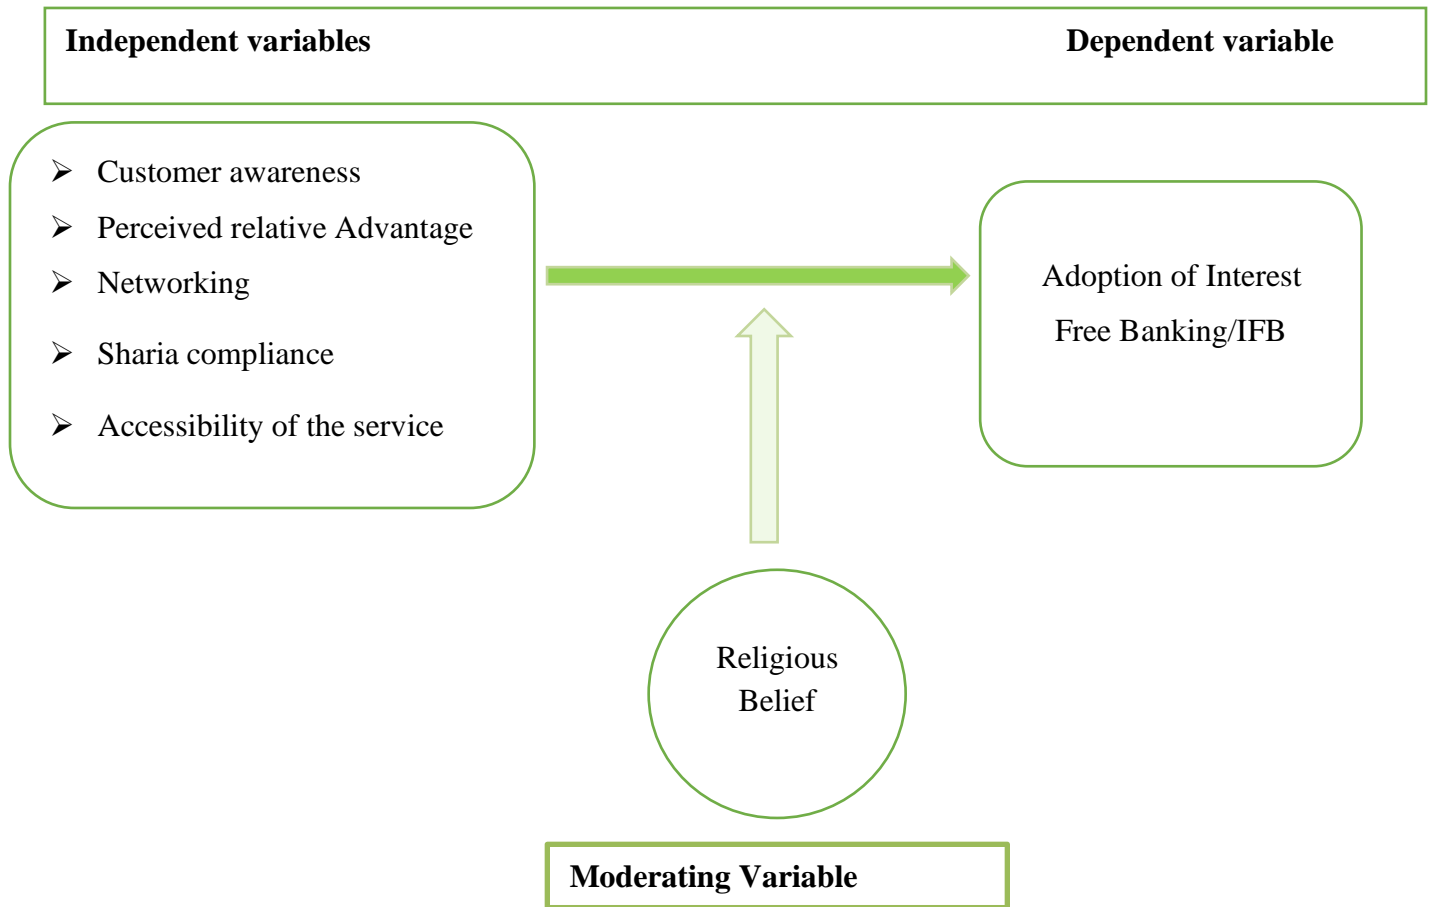 Independent variables Dependent variable
➢ Customer awareness
➢ Perceived relative Advantage
➢ Networking
➢ Sharia compliance
➢ Accessibility of the service
Adoption of Interest
Free Banking/IFB
Religious
Belief
Moderating Variable